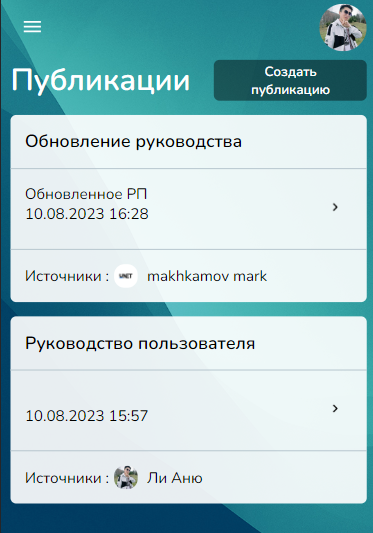 Публикации
Создать
публикацию
Обновление руководства
Обновленное РП
10.08.2023 16:28
Источники : makhkamov mark
Руководство пользователя
10.08.2023 15:57
Источники : Ли Аню